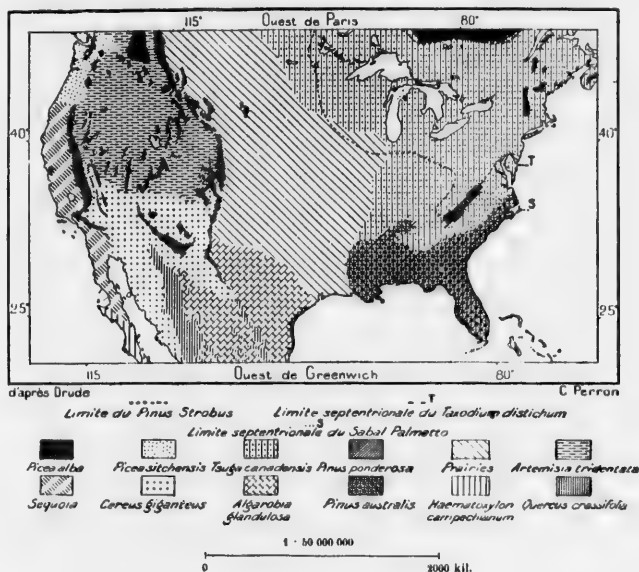 115° Ouest de Paris 80°
40° 40°
T
S
25° 25°
115 Ouest de Greenwich 80°
d'après Drude C. Perron
Limite du Pinus Strobus T Limite septentrionale du Taxodium distichum
S
Limite septentrionale du Sabal Palmetto
Picea alba Picea sitchensis Tsuga canadensis Pinus ponderosa Prairies Artemisia tridentata
Sequoia Cereus giganteus Algarobia glandulosa Pinus australis Haematoxylon campechianum Quercus crassifolia
1 : 50 000 000
0 2000 kil.